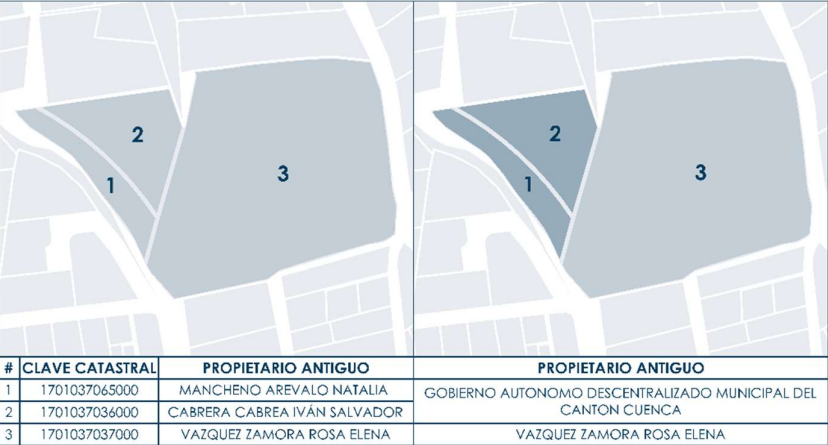 2
1
3
2
1
3
# CLAVE CATASTRAL PROPIETARIO ANTIGUO PROPIETARIO ANTIGUO
1 1701037065000 MANCHENO AREVALO NATALIA GOBIERNO AUTONOMO DESCENTRALIZADO MUNICIPAL DEL
CANTON CUENCA
2 1701037036000 CABRERA CABREA IVÁN SALVADOR
3 1701037037000 VAZQUEZ ZAMORA ROSA ELENA VAZQUEZ ZAMORA ROSA ELENA